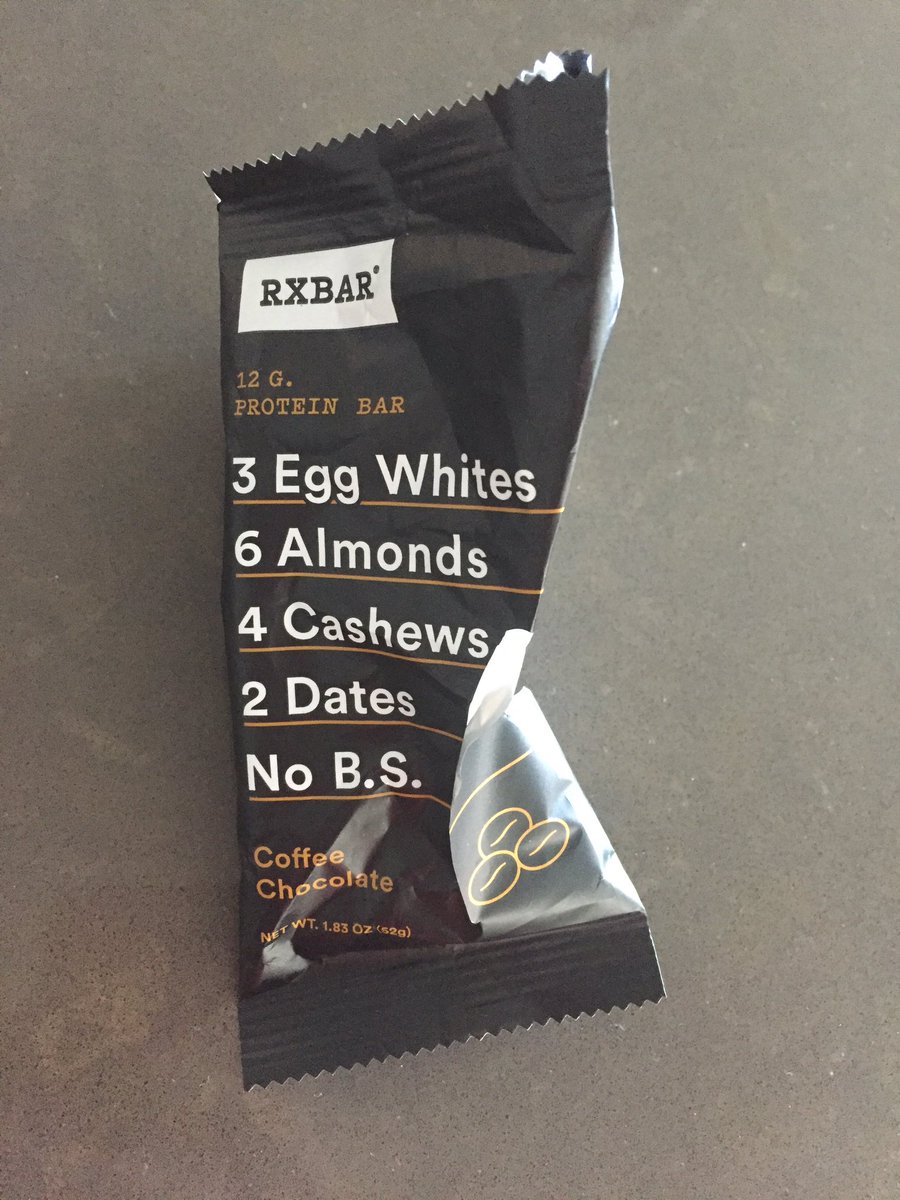 RXBAR®
12 G.
PROTEIN BAR
3 Egg Whites
6 Almonds
4 Cashews
2 Dates
No B.S.
Coffee
Chocolate
NET WT. 1.83 OZ (52g)